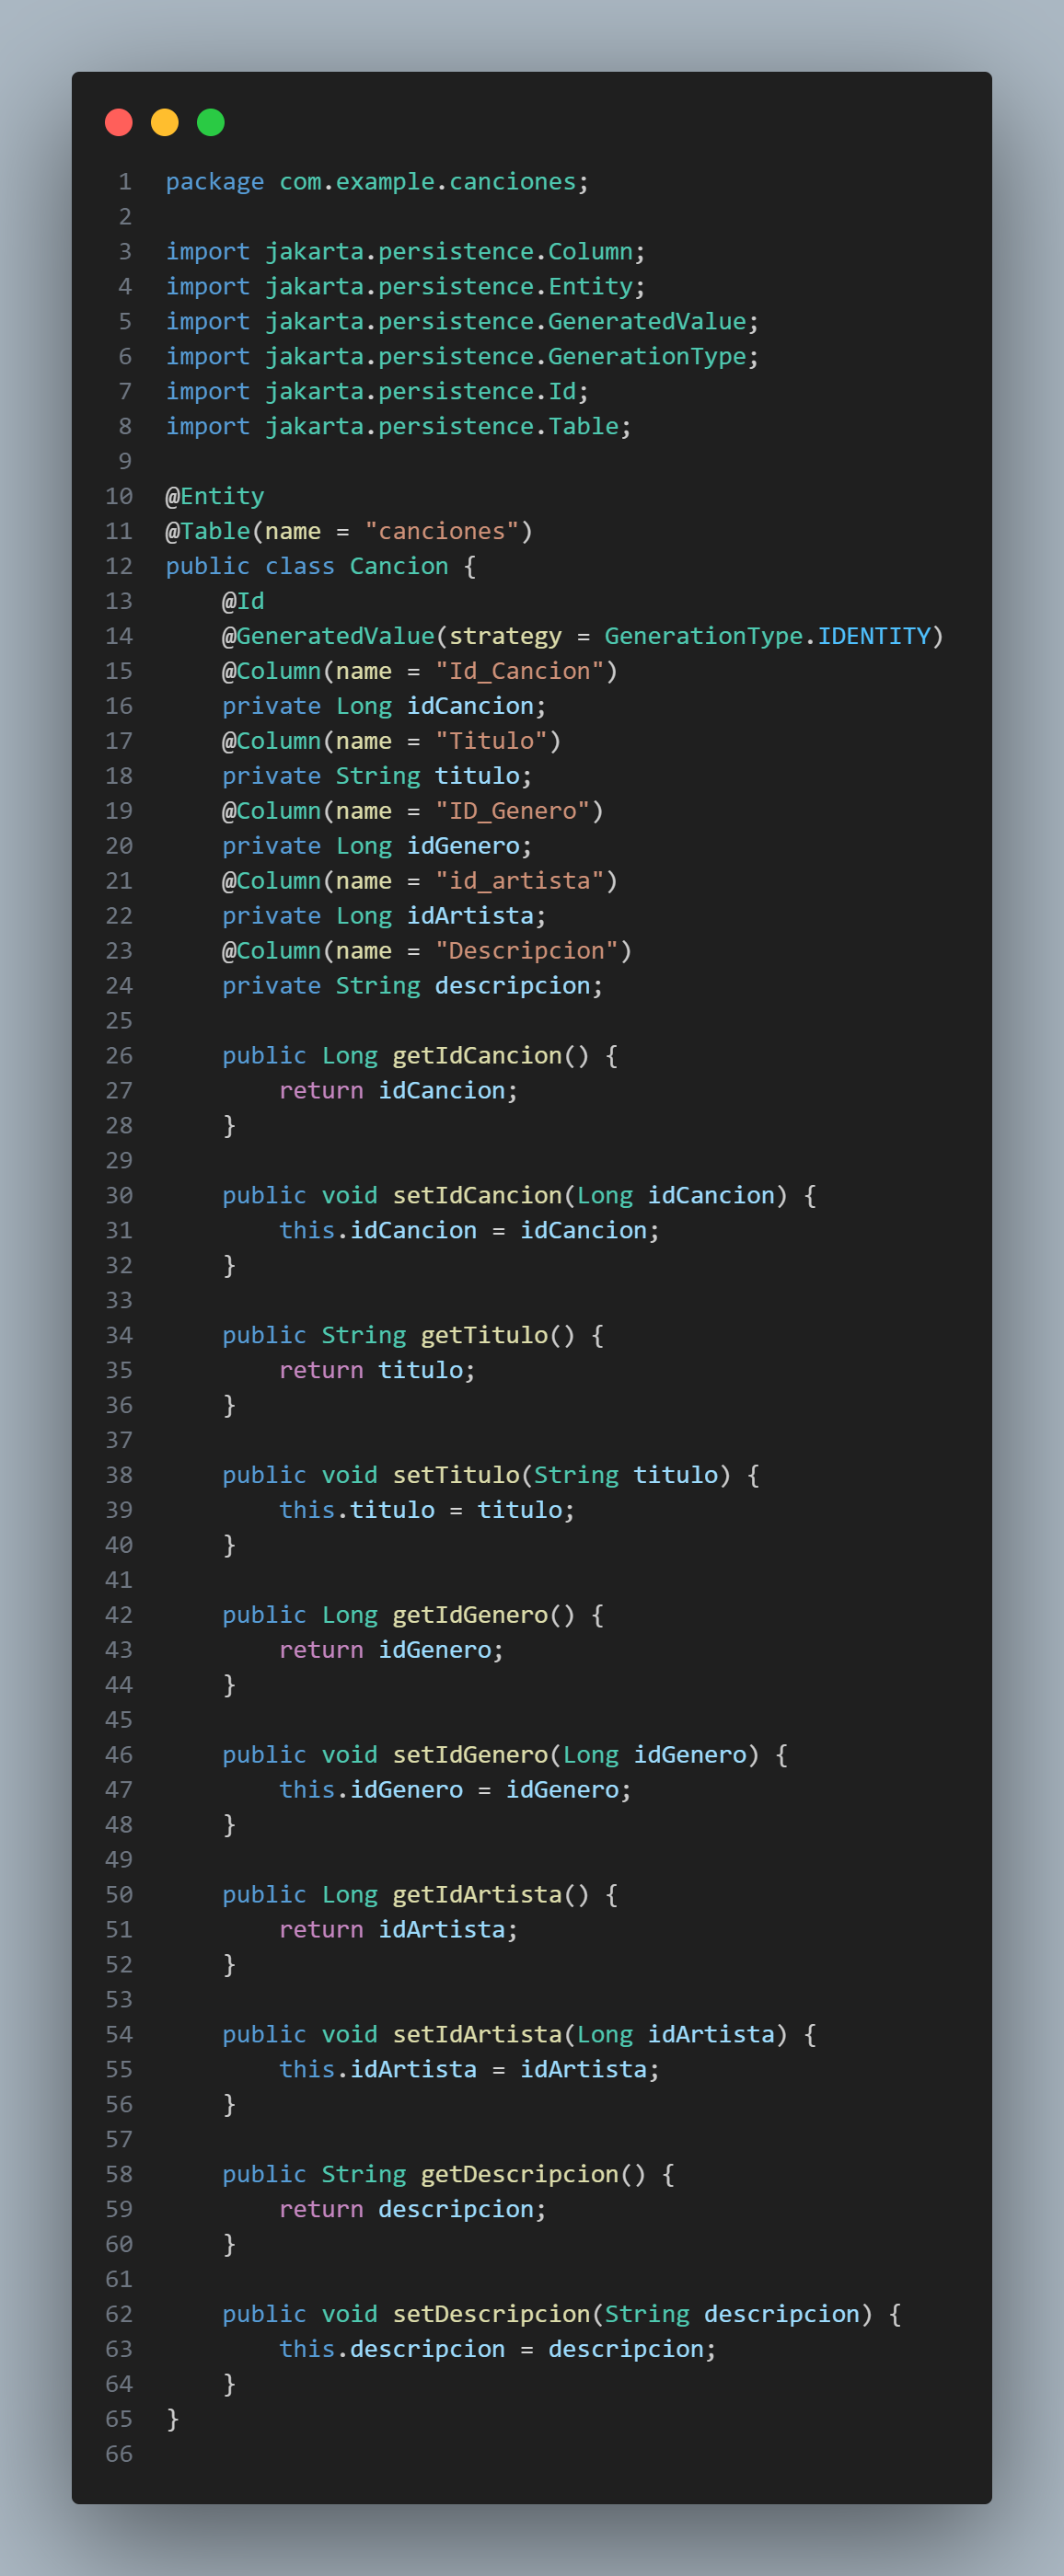 1 package com.example.canciones;
2
3 import jakarta.persistence.Column;
4 import jakarta.persistence.Entity;
5 import jakarta.persistence.GeneratedValue;
6 import jakarta.persistence.GenerationType;
7 import jakarta.persistence.Id;
8 import jakarta.persistence.Table;
9
10 @Entity
11 @Table(name = "canciones")
12 public class Cancion {
13     @Id
14     @GeneratedValue(strategy = GenerationType.IDENTITY)
15     @Column(name = "Id_Cancion")
16     private Long idCancion;
17     @Column(name = "Titulo")
18     private String titulo;
19     @Column(name = "ID_Genero")
20     private Long idGenero;
21     @Column(name = "id_artista")
22     private Long idArtista;
23     @Column(name = "Descripcion")
24     private String descripcion;
25
26     public Long getIdCancion() {
27         return idCancion;
28     }
29
30     public void setIdCancion(Long idCancion) {
31         this.idCancion = idCancion;
32     }
33
34     public String getTitulo() {
35         return titulo;
36     }
37
38     public void setTitulo(String titulo) {
39         this.titulo = titulo;
40     }
41
42     public Long getIdGenero() {
43         return idGenero;
44     }
45
46     public void setIdGenero(Long idGenero) {
47         this.idGenero = idGenero;
48     }
49
50     public Long getIdArtista() {
51         return idArtista;
52     }
53
54     public void setIdArtista(Long idArtista) {
55         this.idArtista = idArtista;
56     }
57
58     public String getDescripcion() {
59         return descripcion;
60     }
61
62     public void setDescripcion(String descripcion) {
63         this.descripcion = descripcion;
64     }
65 }
66